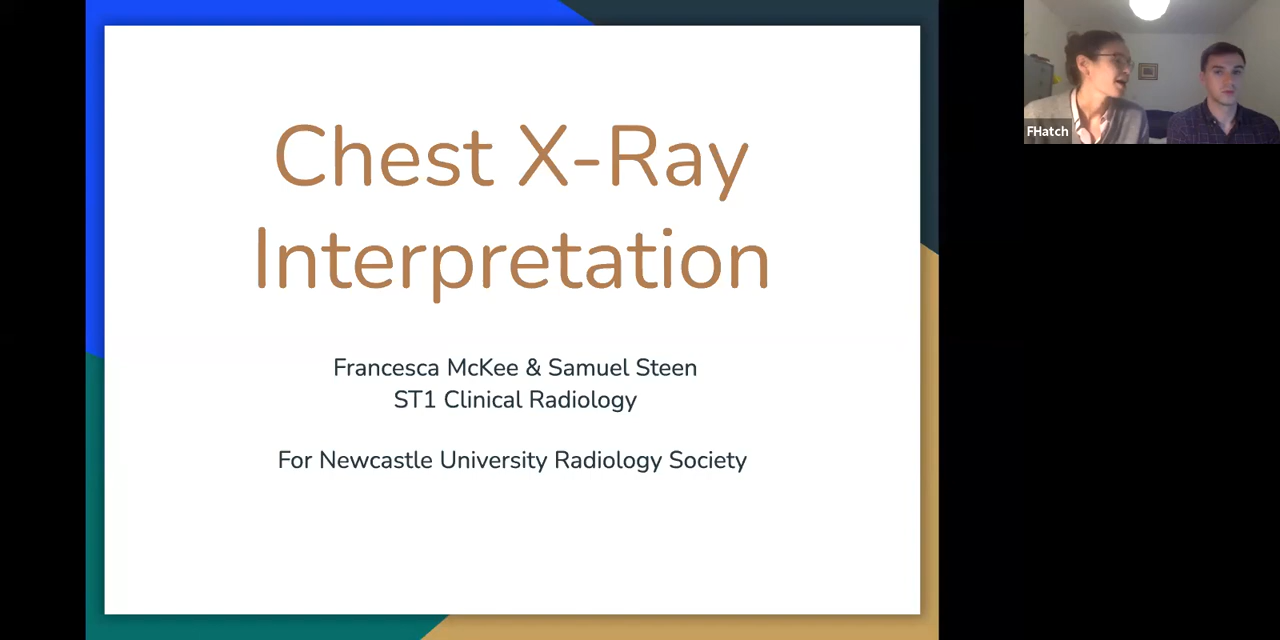 Chest X-Ray
Interpretation
Francesca McKee & Samuel Steen
ST1 Clinical Radiology
For Newcastle University Radiology Society
FHatch